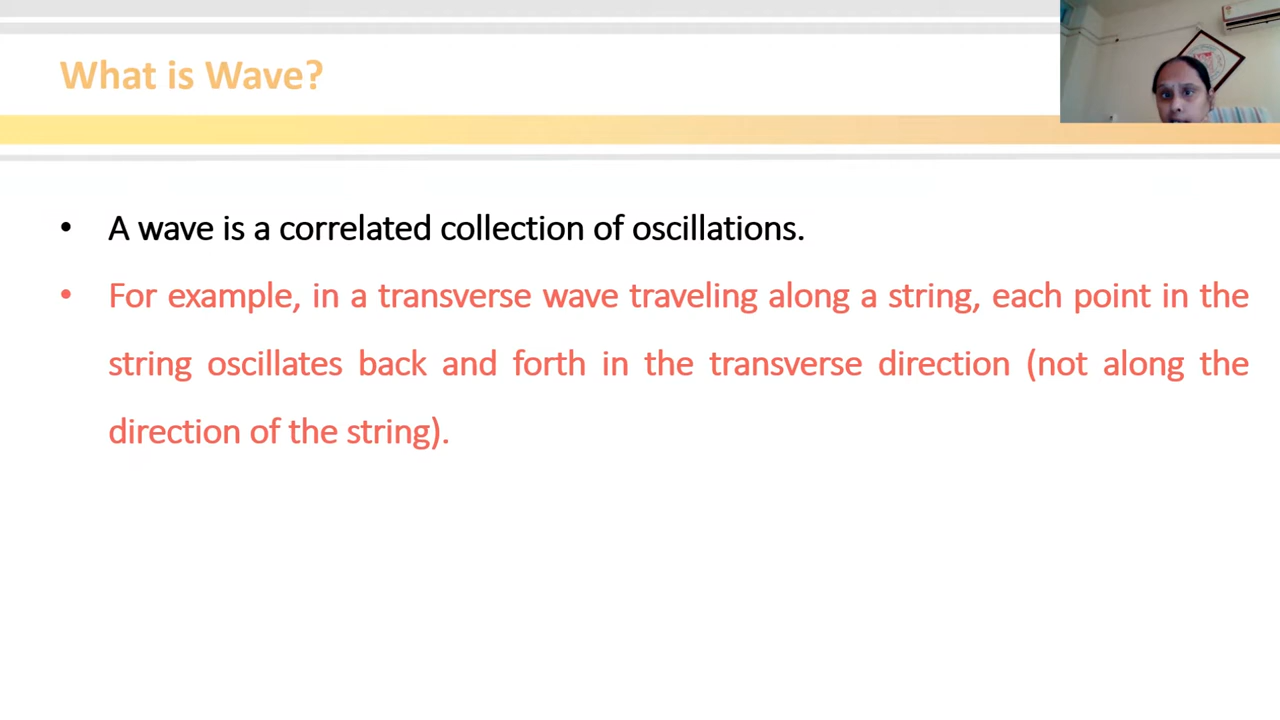 What is Wave?
• A wave is a correlated collection of oscillations.
• For example, in a transverse wave traveling along a string, each point in the
string oscillates back and forth in the transverse direction (not along the
direction of the string).